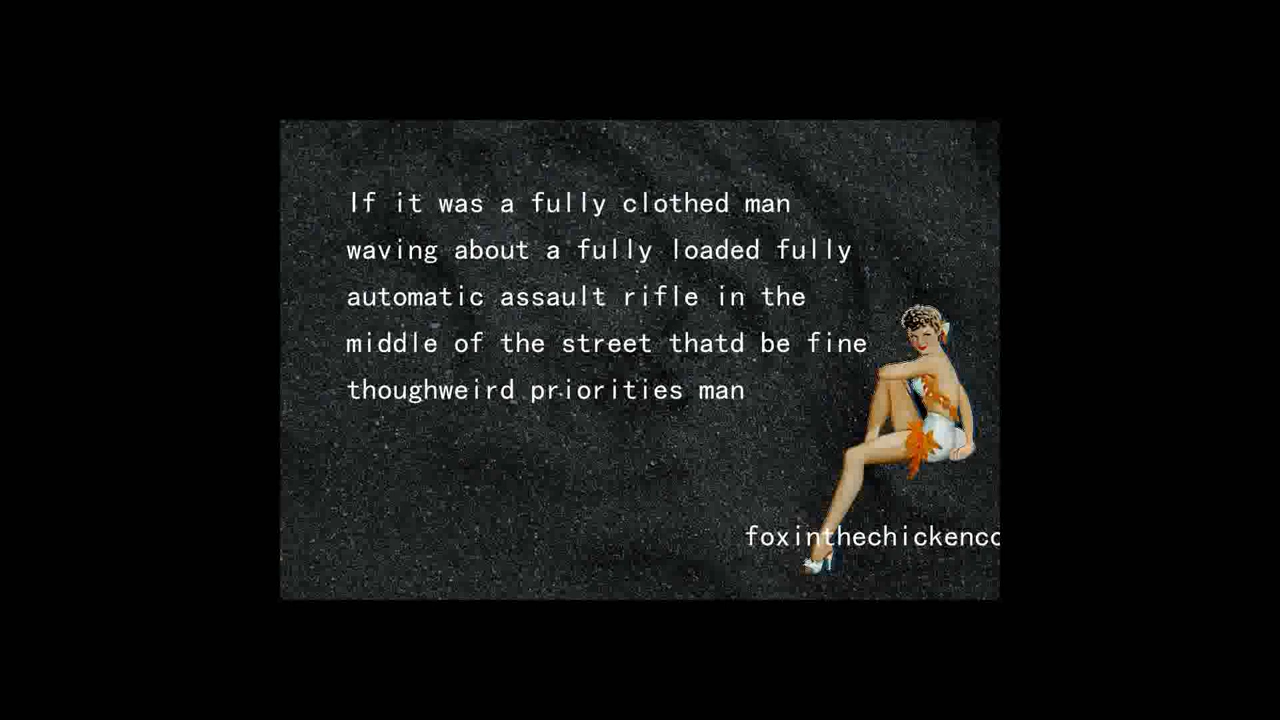 If it was a fully clothed man
waving about a fully loaded fully
automatic assault rifle in the
middle of the street thatd be fine
thoughweird priorities man
foxinthechickenco